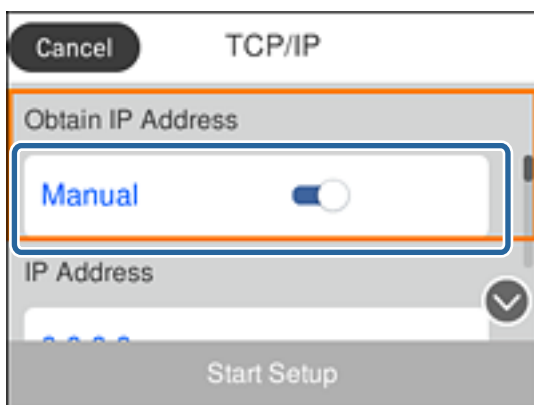 Cancel
TCP/IP
Obtain IP Address
Manual
IP Address
Start Setup